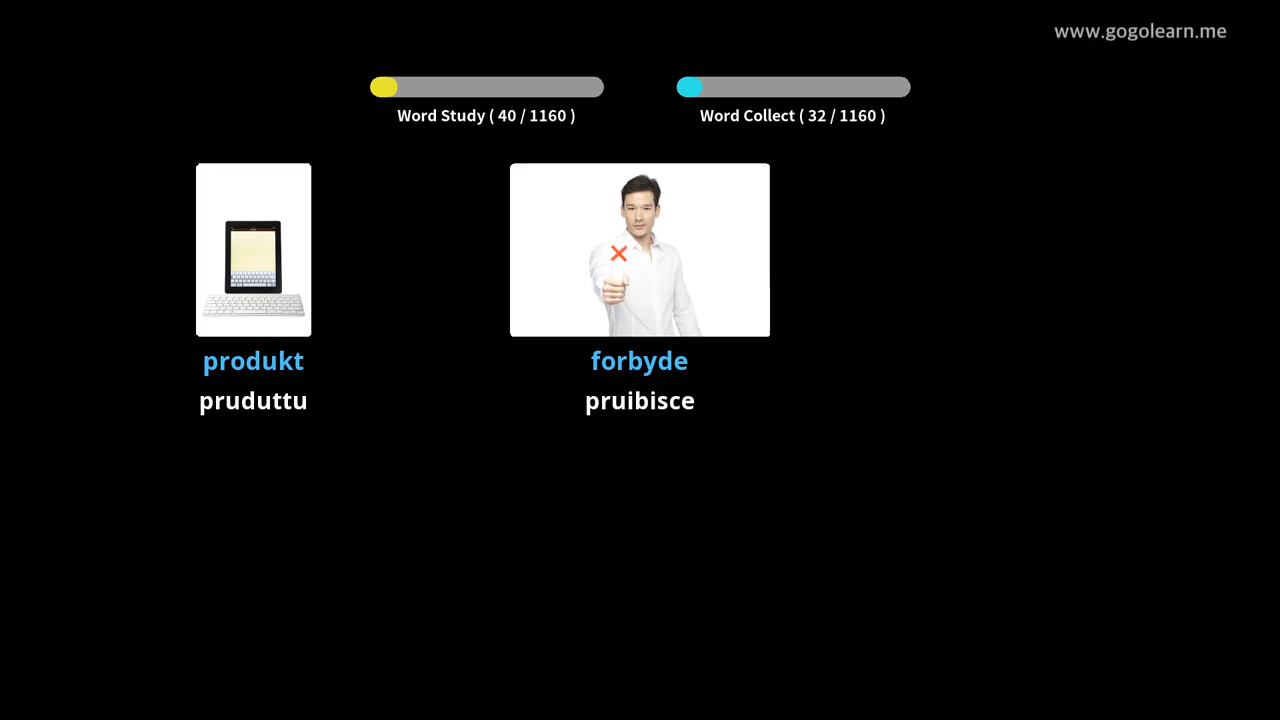 www.gogolearn.me
Word Study ( 40 / 1160 )
Word Collect ( 32 / 1160 )
produkt
pruduttu
forbyde
pruibisce